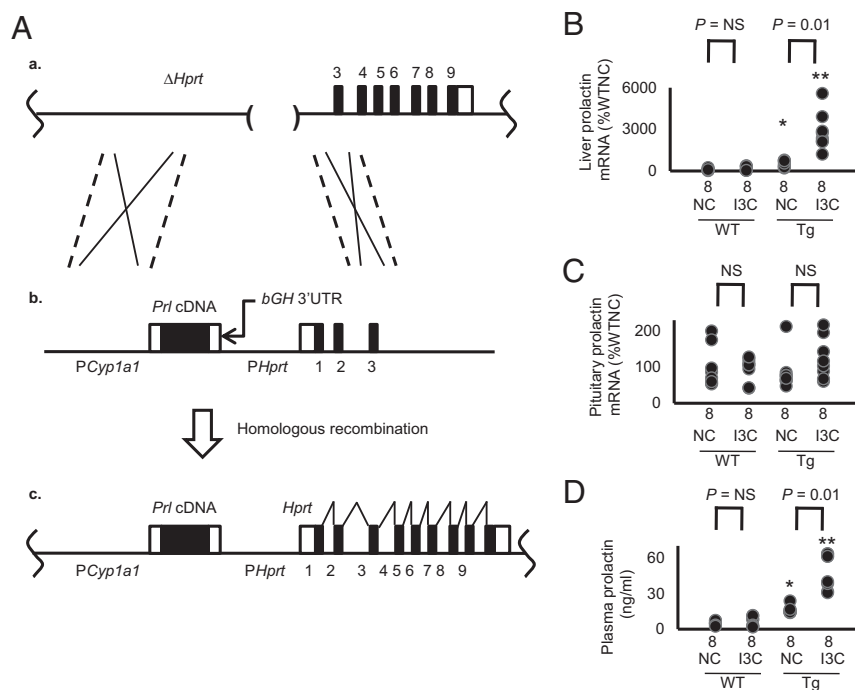 A
a.
ΔHprt
3 4 5 6 7 8 9
b.
Prl cDNA
bGH 3'UTR
PCyp1a1
PHprt
1 2 3
Homologous recombination
c.
Prl cDNA
Hprt
PCyp1a1
PHprt
1 2 3 4 5 6 7 8 9
B
P = NS
P = 0.01
Liver prolactin
mRNA (%WTNC)
6000
3000
0
*
**
8 8 8 8
NC I3C NC I3C
WT Tg
C
NS
NS
Pituitary prolactin
mRNA (%WTNC)
200
100
0
8 8 8 8
NC I3C NC I3C
WT Tg
D
P = NS
P = 0.01
Plasma prolactin
(ng/ml)
60
30
0
*
**
8 8 8 8
NC I3C NC I3C
WT Tg